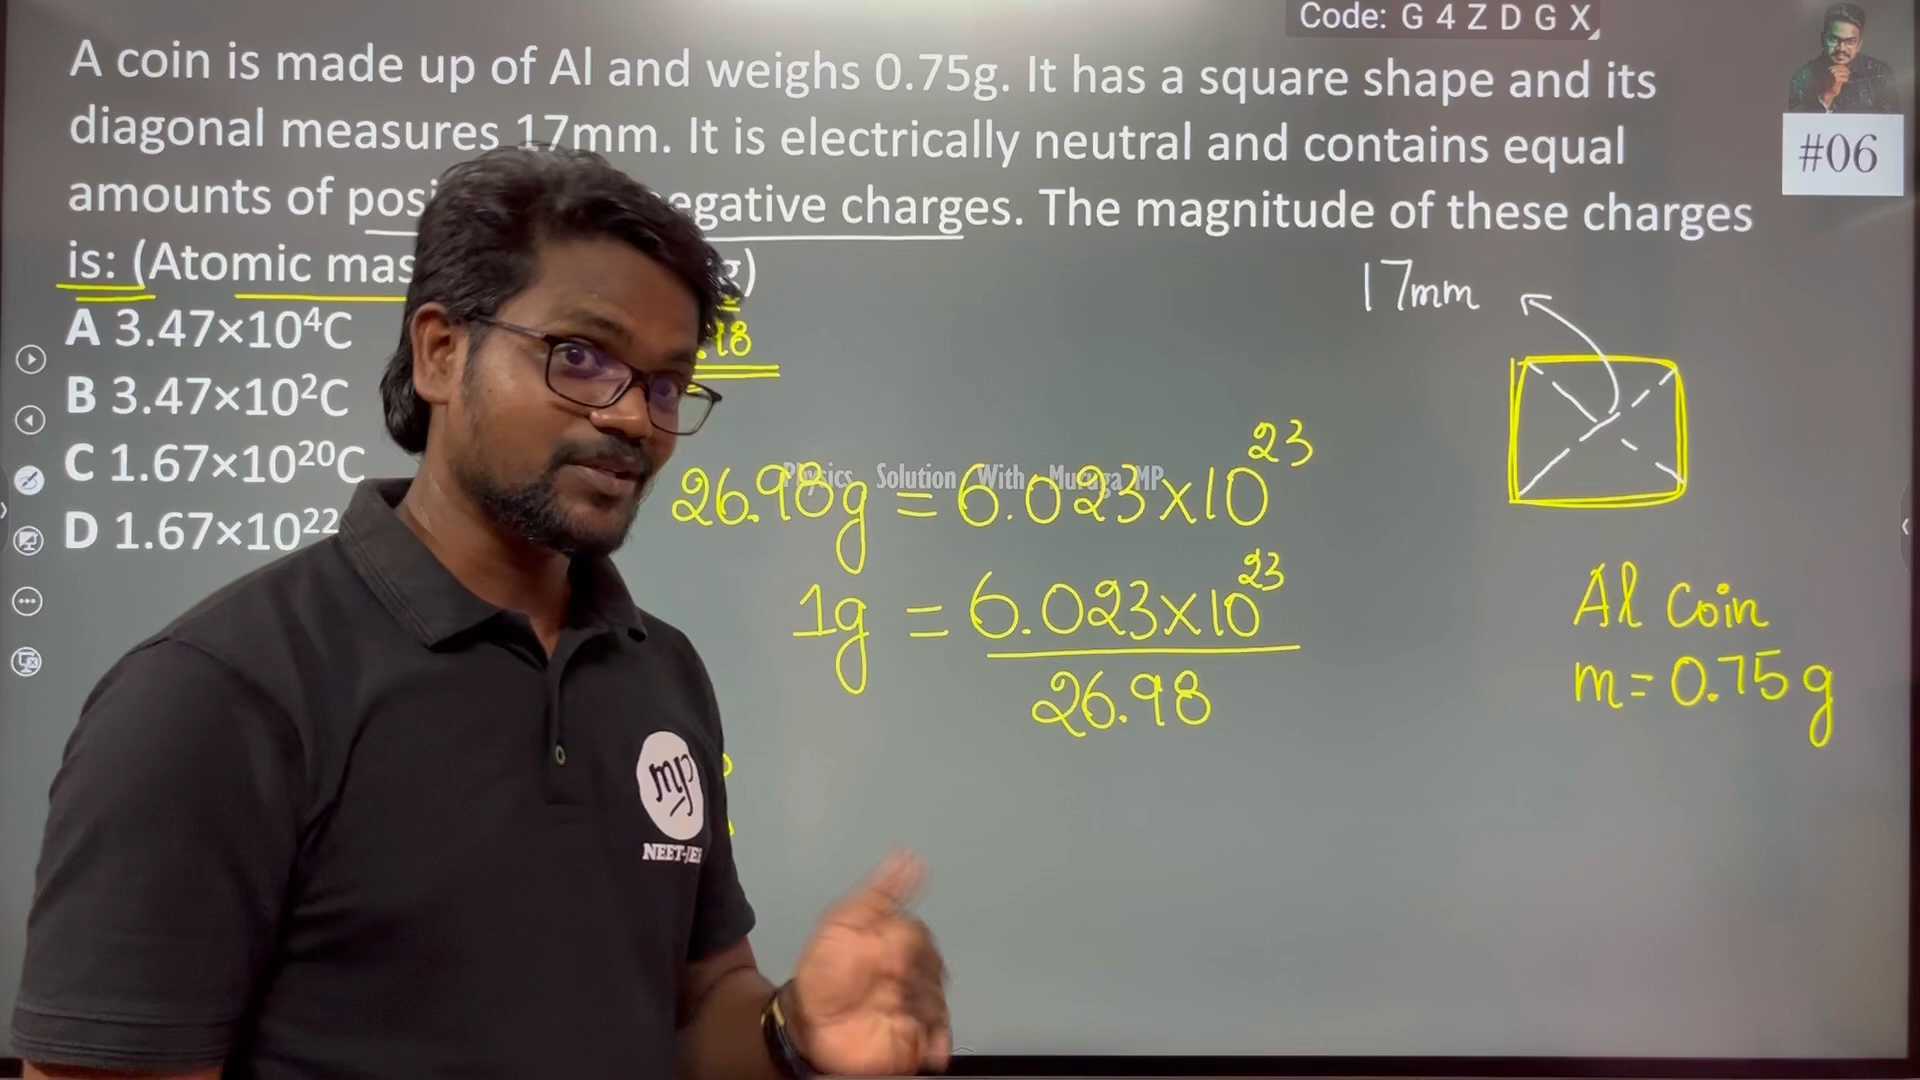 Code: G 4 Z D G X
A coin is made up of Al and weighs 0.75g. It has a square shape and its
diagonal measures 17mm. It is electrically neutral and contains equal
amounts of posi egative charges. The magnitude of these charges
is: (Atomic mas g)
#06
17mm
A 3.47×10⁴C
.98
B 3.47×10²C
C 1.67×10²⁰C
D 1.67×10²²
Physics Solution With Muruga MP
26.98g = 6.023×10²³
1g = 6.023×10²³
26.98
Al Coin
m = 0.75g
mp
NEET-JEE